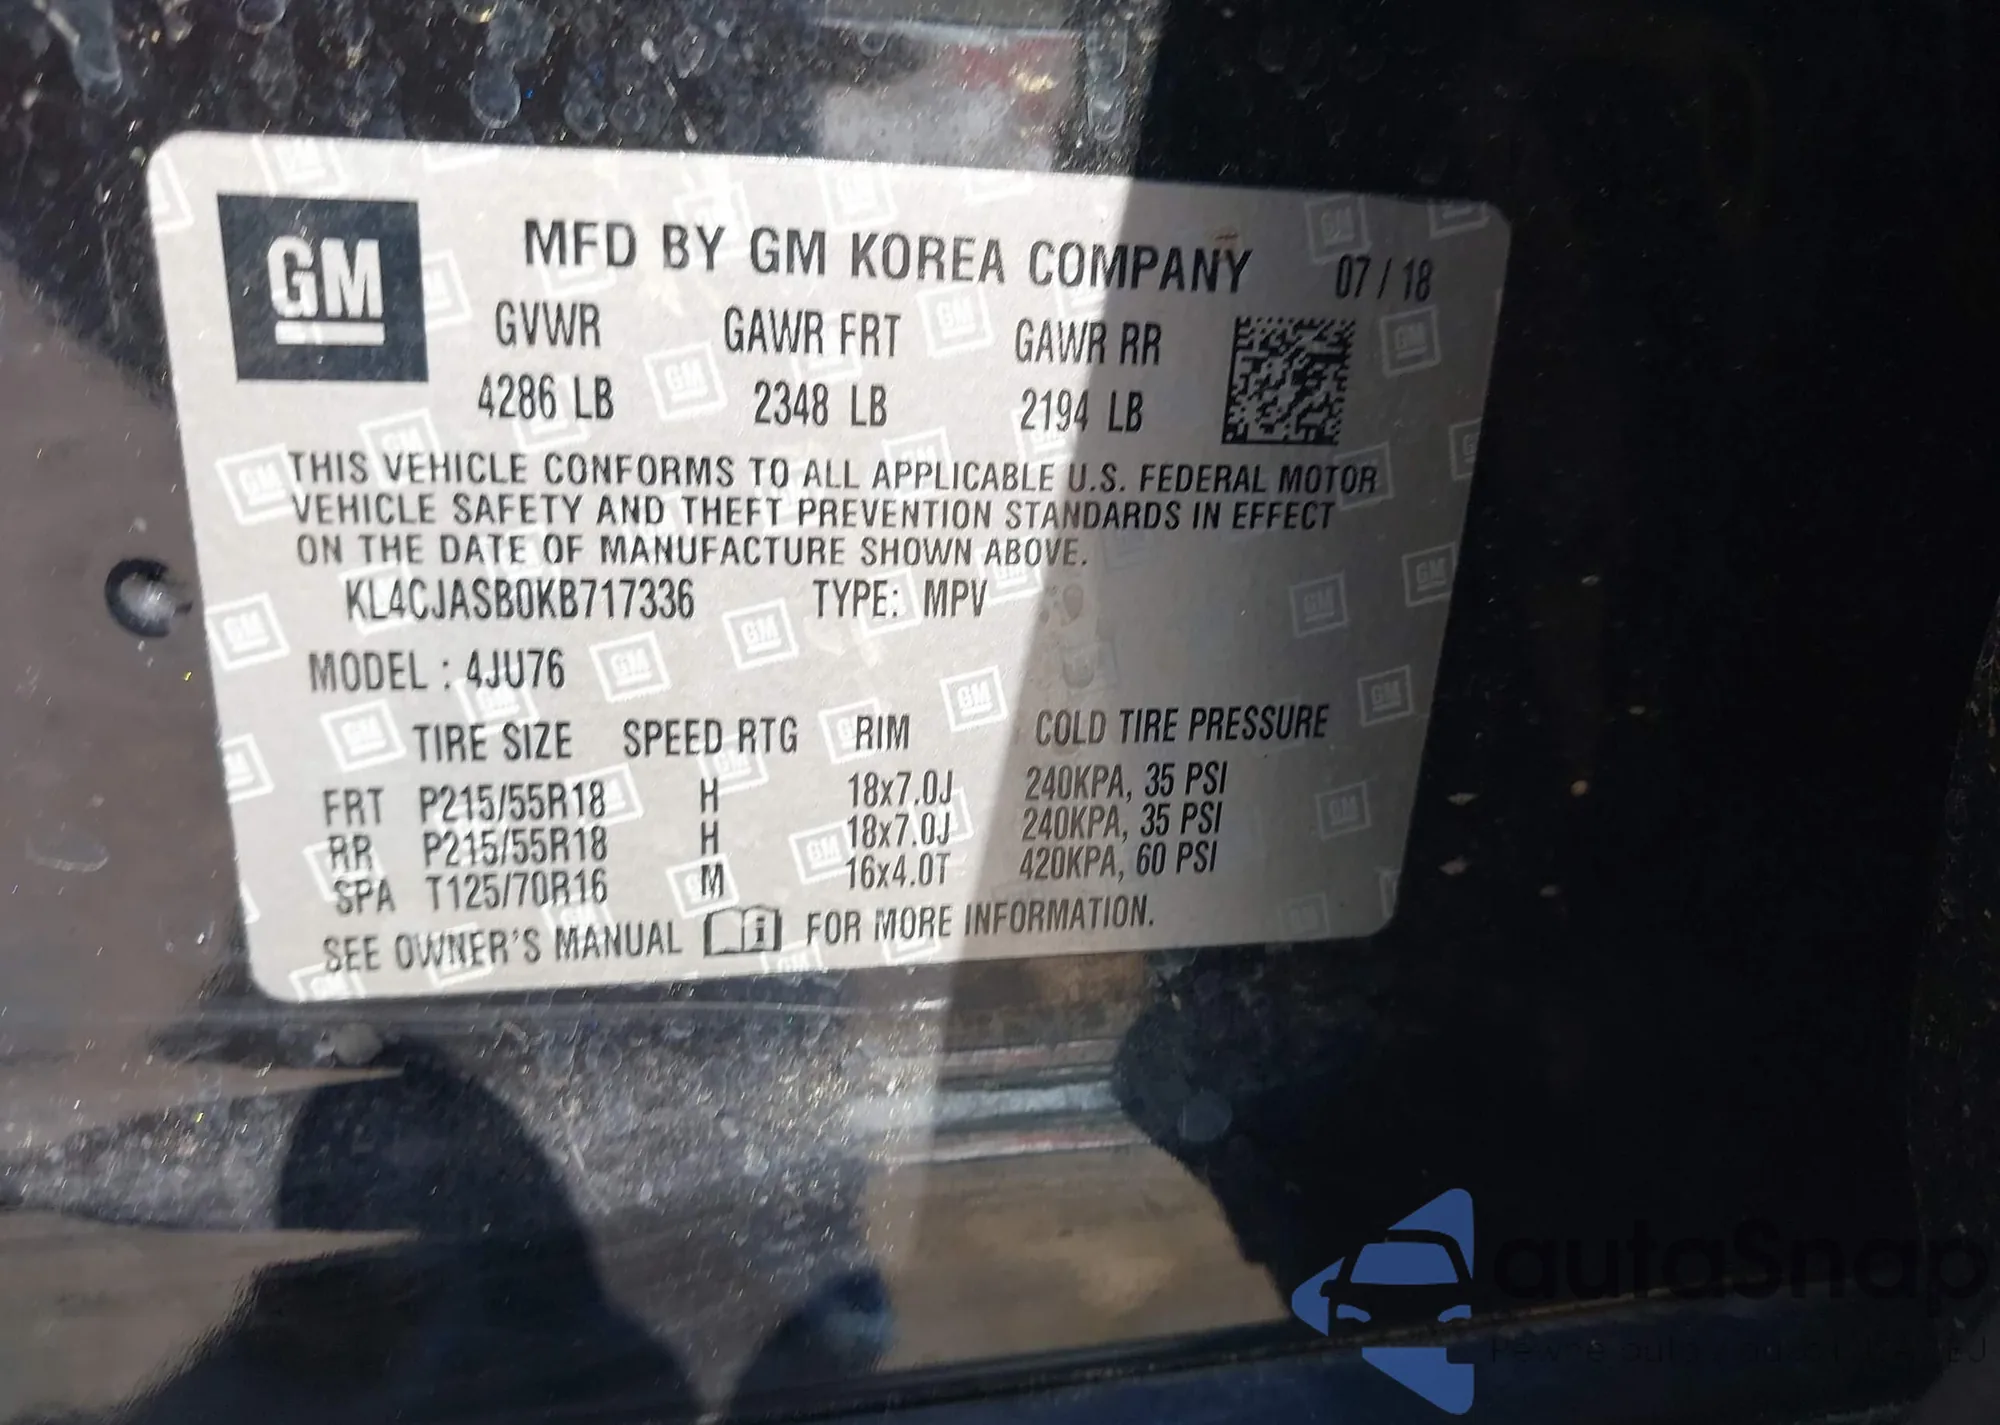 GM
MFD BY GM KOREA COMPANY 07 / 18
GVWR GAWR FRT GAWR RR
4286 LB 2348 LB 2194 LB
THIS VEHICLE CONFORMS TO ALL APPLICABLE U.S. FEDERAL MOTOR
VEHICLE SAFETY AND THEFT PREVENTION STANDARDS IN EFFECT
ON THE DATE OF MANUFACTURE SHOWN ABOVE.
KL4CJASB0KB717336 TYPE: MPV
MODEL : 4JU76
TIRE SIZE SPEED RTG RIM COLD TIRE PRESSURE
FRT P215/55R18 H 18x7.0J 240KPA, 35 PSI
RR P215/55R18 H 18x7.0J 240KPA, 35 PSI
SPA T125/70R16 M 16x4.0T 420KPA, 60 PSI
SEE OWNER'S MANUAL FOR MORE INFORMATION.
autaSnap